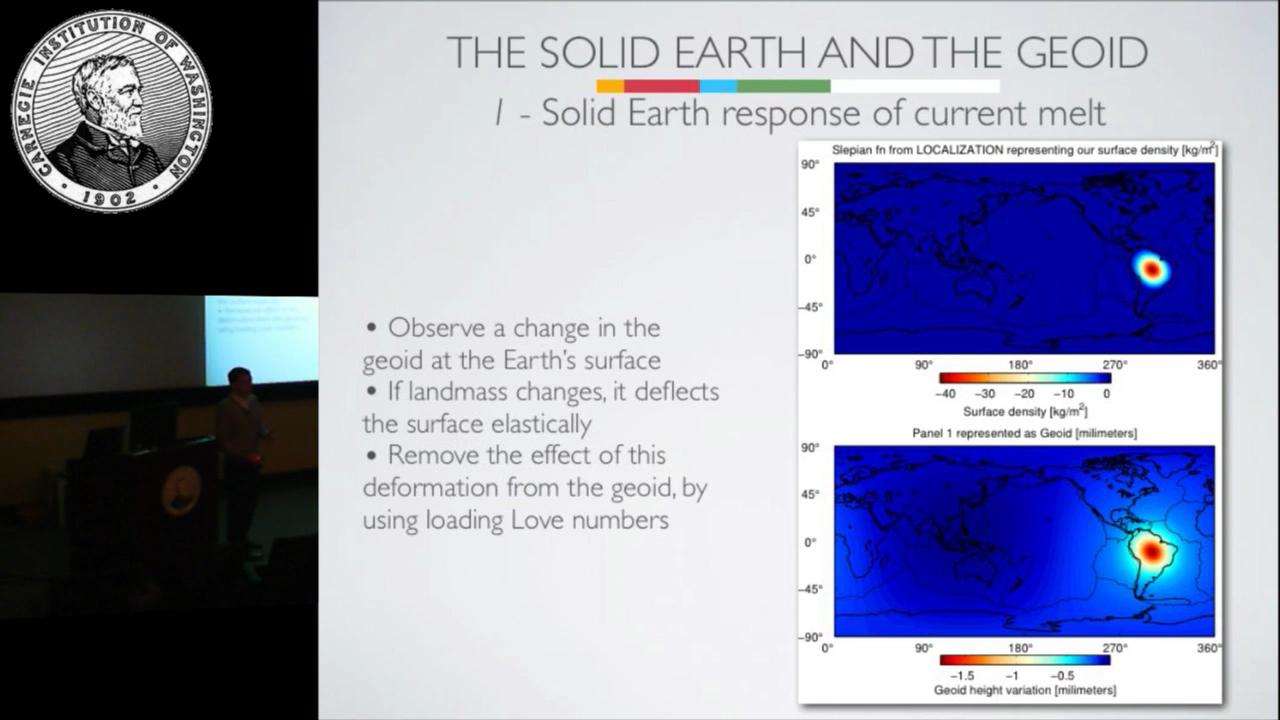 CARNEGIE INSTITUTION OF WASHINGTON
1902
THE SOLID EARTH AND THE GEOID
1 - Solid Earth response of current melt
• Observe a change in the
geoid at the Earth's surface
• If landmass changes, it deflects
the surface elastically
• Remove the effect of this
deformation from the geoid, by
using loading Love numbers
Slepian fn from LOCALIZATION representing our surface density [kg/m²]
90°
45°
0°
−45°
−90°
0° 90° 180° 270° 360°
−40 −30 −20 −10 0
Surface density [kg/m²]
Panel 1 represented as Geoid [milimeters]
90°
45°
0°
−45°
−90°
0° 90° 180° 270° 360°
−1.5 −1 −0.5
Geoid height variation [milimeters]